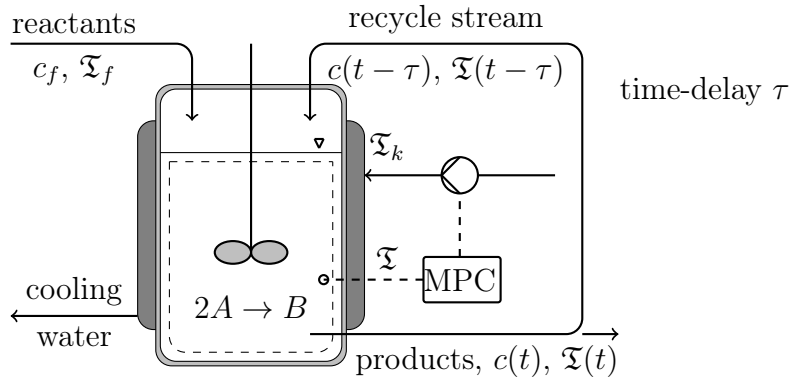 reactants
recycle stream
c_f, 𝔗_f
c(t − τ), 𝔗(t − τ)
time-delay τ
𝔗_k
𝔗
MPC
cooling
water
2A → B
products, c(t), 𝔗(t)